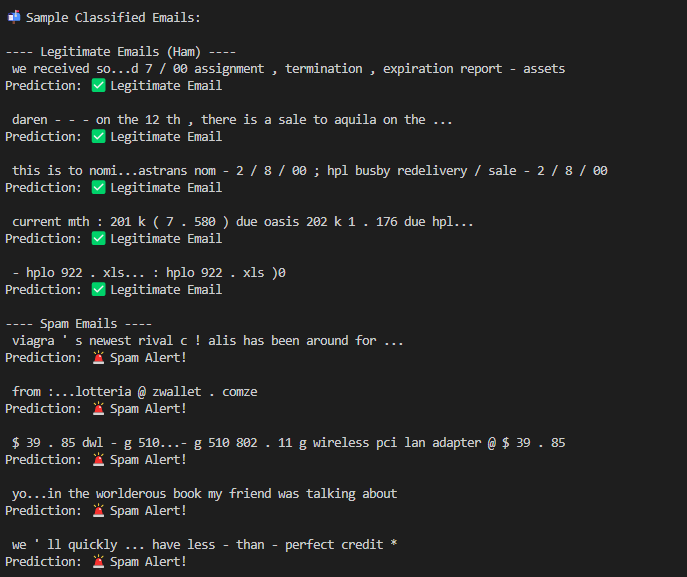 📬 Sample Classified Emails:
---- Legitimate Emails (Ham) ----
we received so...d 7 / 00 assignment , termination , expiration report - assets
Prediction: ✅ Legitimate Email
daren - - - on the 12 th , there is a sale to aquila on the ...
Prediction: ✅ Legitimate Email
this is to nomi...astrans nom - 2 / 8 / 00 ; hpl busby redelivery / sale - 2 / 8 / 00
Prediction: ✅ Legitimate Email
current mth : 201 k ( 7 . 580 ) due oasis 202 k 1 . 176 due hpl...
Prediction: ✅ Legitimate Email
- hplo 922 . xls... : hplo 922 . xls )0
Prediction: ✅ Legitimate Email
---- Spam Emails ----
viagra ' s newest rival c ! alis has been around for ...
Prediction: 🚨 Spam Alert!
from :...lotteria @ zwallet . comze
Prediction: 🚨 Spam Alert!
$ 39 . 85 dwl - g 510...- g 510 802 . 11 g wireless pci lan adapter @ $ 39 . 85
Prediction: 🚨 Spam Alert!
yo...in the worlderous book my friend was talking about
Prediction: 🚨 Spam Alert!
we ' ll quickly ... have less - than - perfect credit *
Prediction: 🚨 Spam Alert!